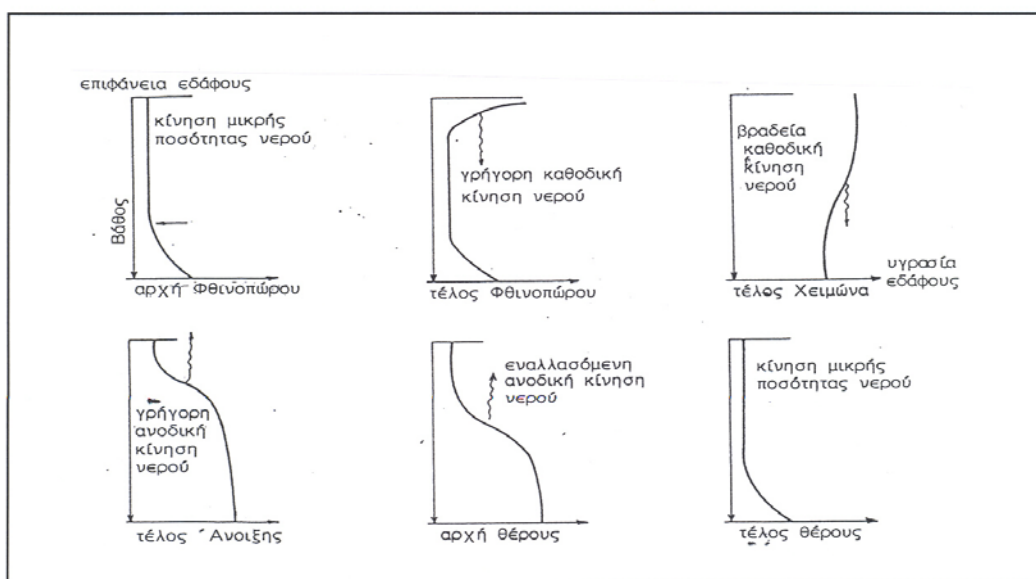 επιφάνεια εδάφους
κίνηση μικρής
ποσότητας νερού
Βάθος
αρχή Φθινοπώρου
γρήγορη καθοδική
κίνηση νερού
τέλος Φθινοπώρου
βραδεία
καθοδική
κίνηση
νερού
υγρασία
εδάφους
τέλος Χειμώνα
γρήγορη
ανοδική
κίνηση
νερού
τέλος Άνοιξης
εναλλασόμενη
ανοδική κίνηση
νερού
αρχή θέρους
κίνηση μικρής
ποσότητας νερού
τέλος θέρους